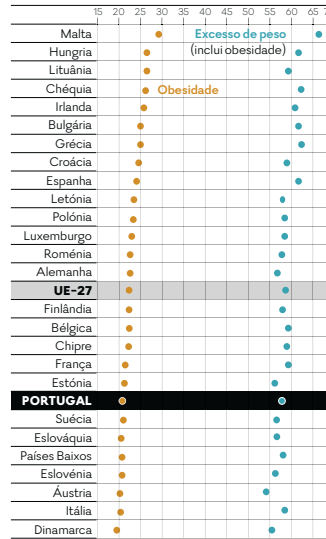 15 20 25 30 35 40 45 50 55 60 65
Malta
Excesso de peso
Hungria
(inclui obesidade)
Lituânia
Chéquia
Obesidade
Irlanda
Bulgária
Grécia
Croácia
Espanha
Letónia
Polónia
Luxemburgo
Roménia
Alemanha
UE-27
Finlândia
Bélgica
Chipre
França
Estónia
PORTUGAL
Suécia
Eslováquia
Países Baixos
Eslovénia
Áustria
Itália
Dinamarca